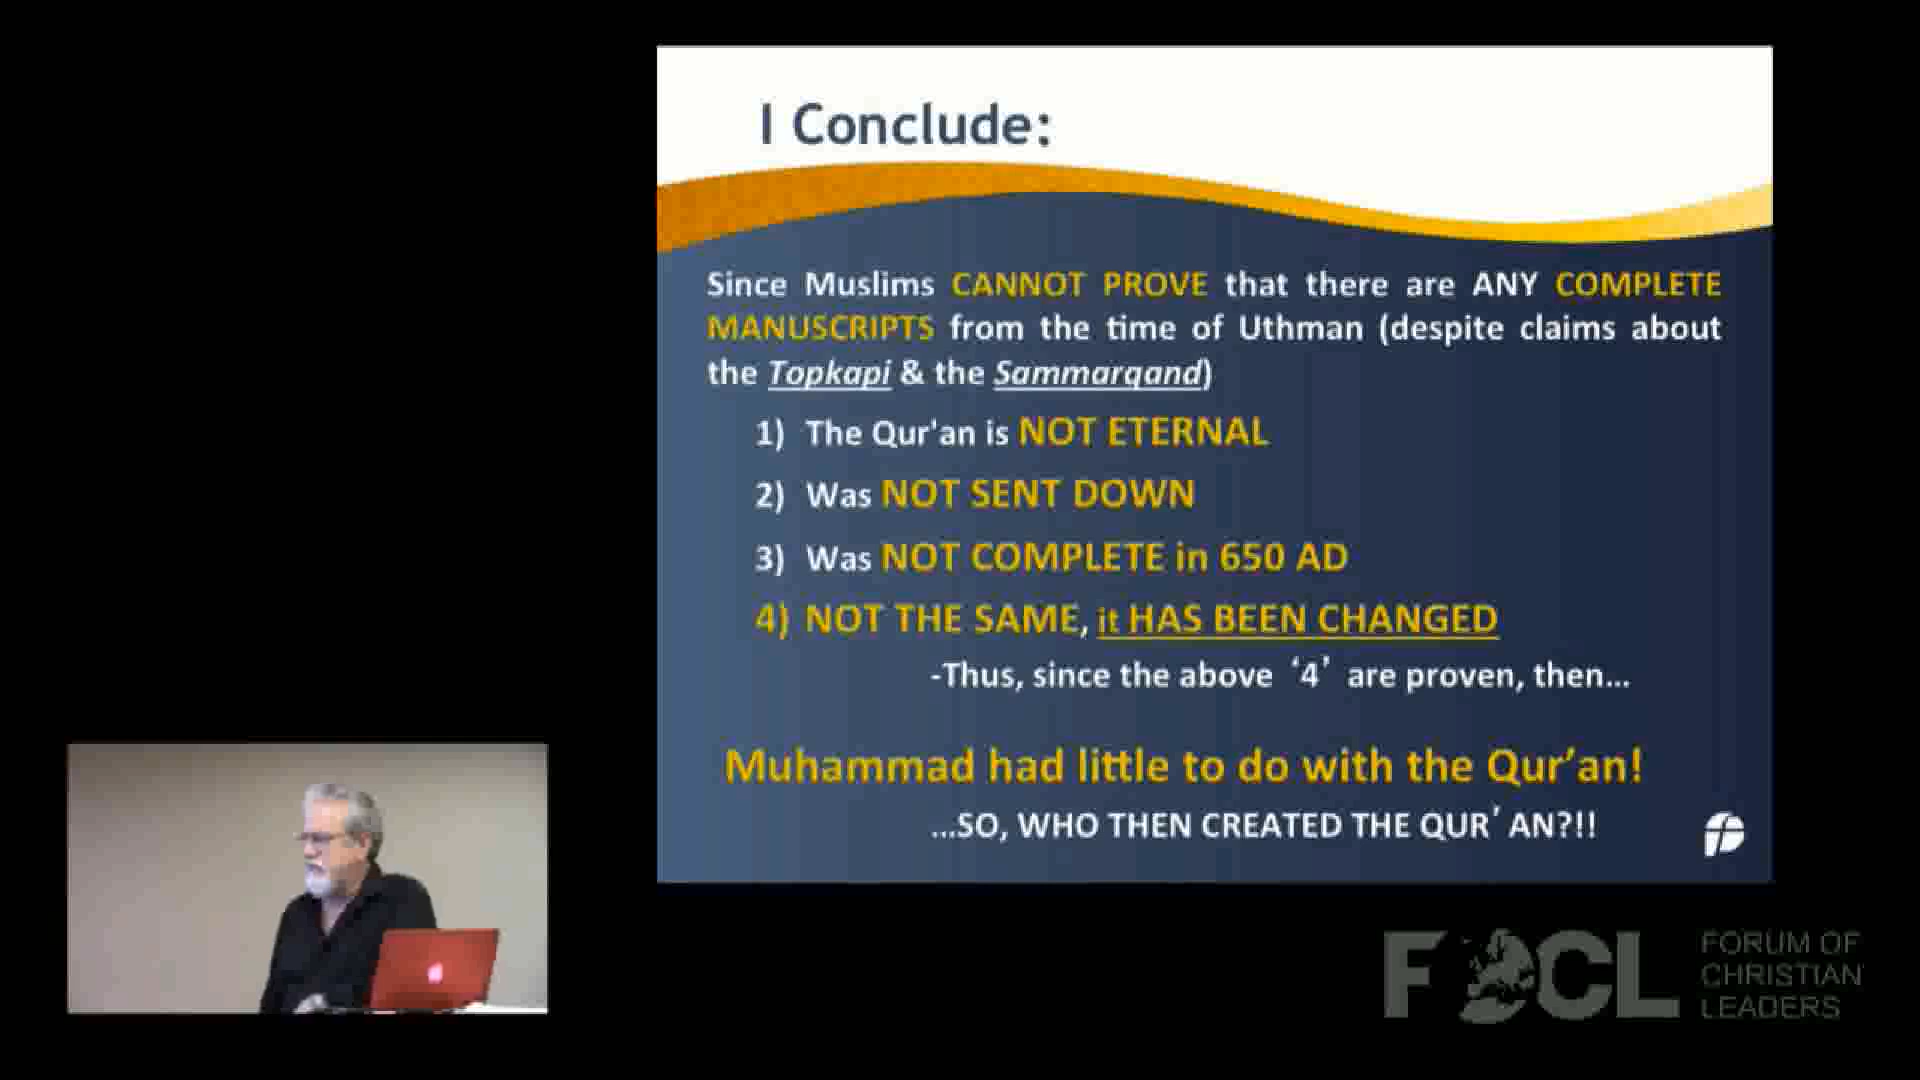 I Conclude:
Since Muslims CANNOT PROVE that there are ANY COMPLETE
MANUSCRIPTS from the time of Uthman (despite claims about
the Topkapi & the Sammarqand)
1) The Qur'an is NOT ETERNAL
2) Was NOT SENT DOWN
3) Was NOT COMPLETE in 650 AD
4) NOT THE SAME, it HAS BEEN CHANGED
-Thus, since the above ‘4’ are proven, then...
Muhammad had little to do with the Qur’an!
...SO, WHO THEN CREATED THE QUR’ AN?!!
FOCL
FORUM OF
CHRISTIAN
LEADERS